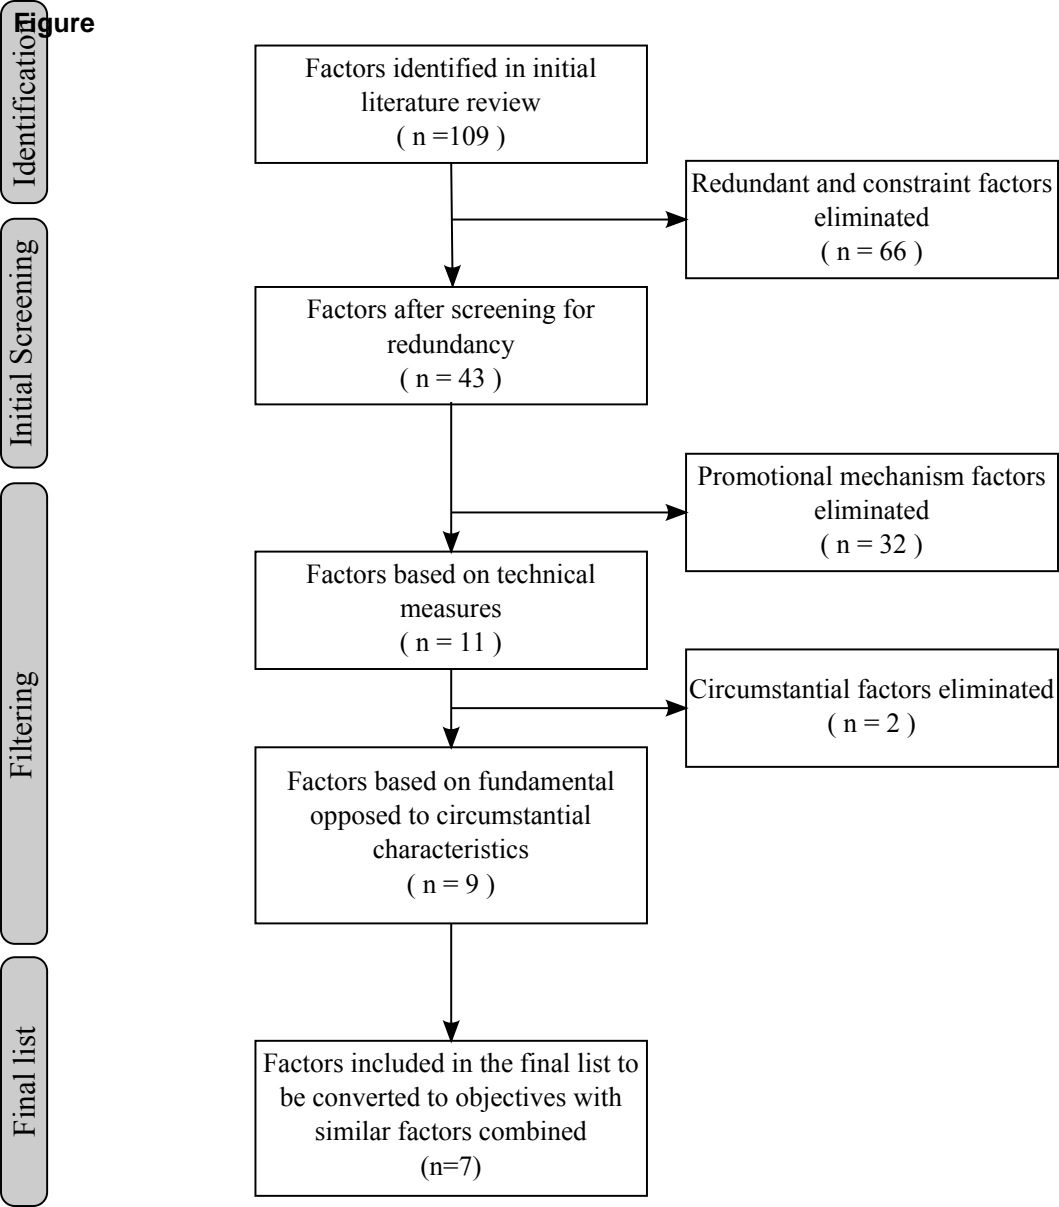 Figure
Identification
Factors identified in initial
literature review
( n =109 )
Redundant and constraint factors
eliminated
( n = 66 )
Initial Screening
Factors after screening for
redundancy
( n = 43 )
Promotional mechanism factors
eliminated
( n = 32 )
Filtering
Factors based on technical
measures
( n = 11 )
Circumstantial factors eliminated
( n = 2 )
Factors based on fundamental
opposed to circumstantial
characteristics
( n = 9 )
Final list
Factors included in the final list to
be converted to objectives with
similar factors combined
(n=7)